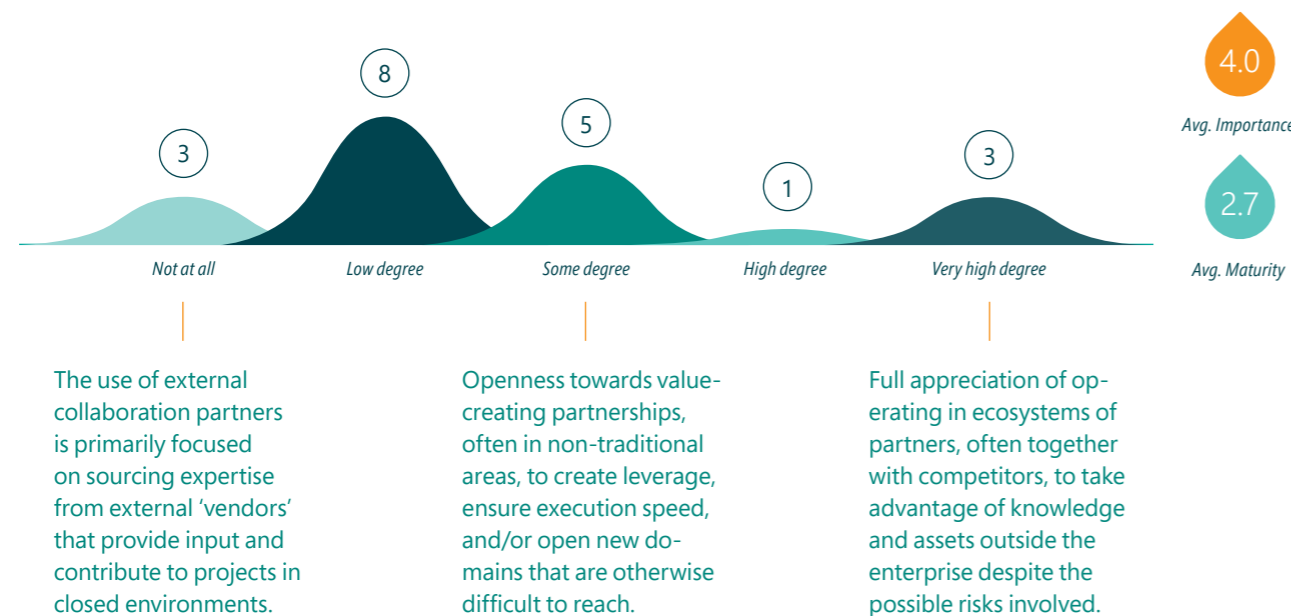 8
5
3
3
1
4.0
Avg. Importance
2.7
Avg. Maturity
Not at all
Low degree
Some degree
High degree
Very high degree
The use of external
collaboration partners
is primarily focused
on sourcing expertise
from external ‘vendors’
that provide input and
contribute to projects in
closed environments.
Openness towards value-
creating partnerships,
often in non-traditional
areas, to create leverage,
ensure execution speed,
and/or open new do-
mains that are otherwise
difficult to reach.
Full appreciation of op-
erating in ecosystems of
partners, often together
with competitors, to take
advantage of knowledge
and assets outside the
enterprise despite the
possible risks involved.